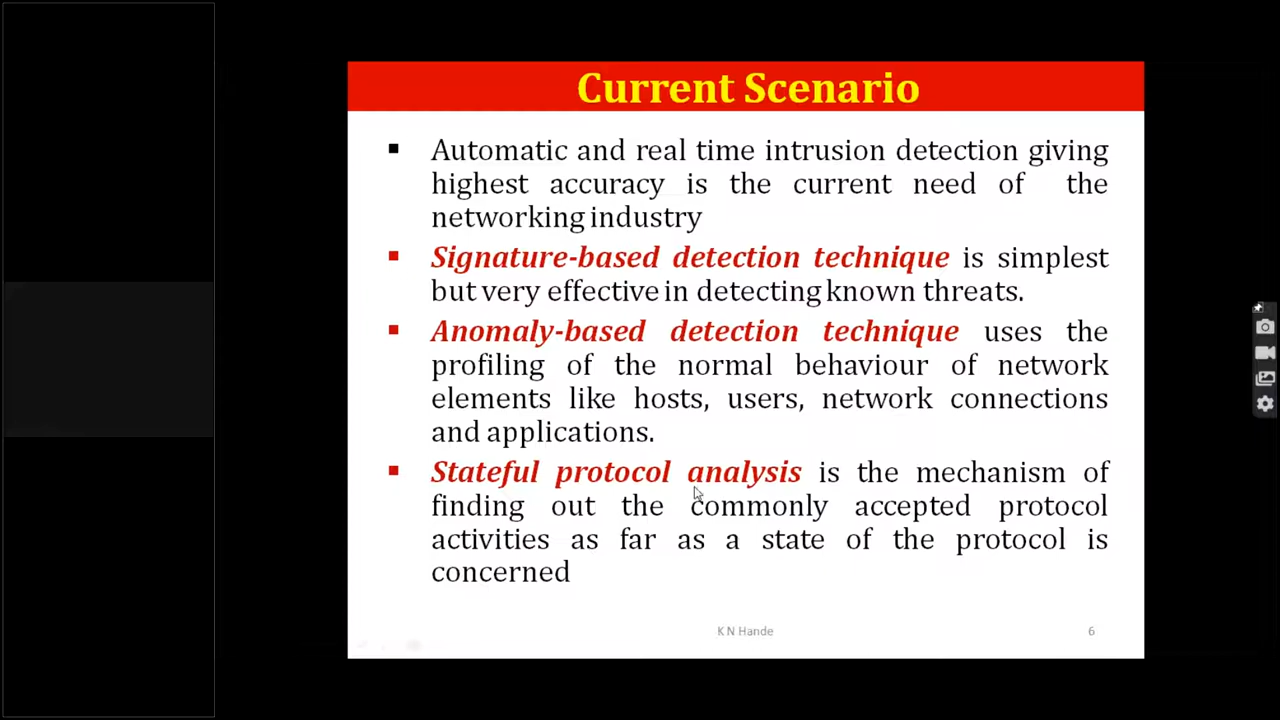 Current Scenario
Automatic and real time intrusion detection giving
highest accuracy is the current need of the
networking industry
Signature-based detection technique is simplest
but very effective in detecting known threats.
Anomaly-based detection technique uses the
profiling of the normal behaviour of network
elements like hosts, users, network connections
and applications.
Stateful protocol analysis is the mechanism of
finding out the commonly accepted protocol
activities as far as a state of the protocol is
concerned
K N Hande
6